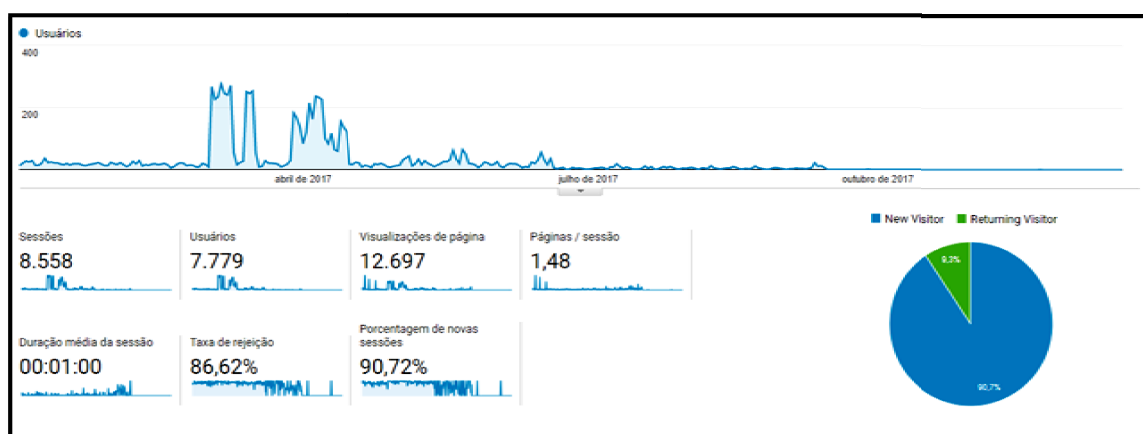 Usuários
400
200
abril de 2017
julho de 2017
outubro de 2017
New Visitor
Returning Visitor
Sessões
8.558
Usuários
7.779
Visualizações de página
12.697
Páginas / sessão
1,48
9,3%
90,7%
Duração média da sessão
00:01:00
Taxa de rejeição
86,62%
Porcentagem de novas
sessões
90,72%